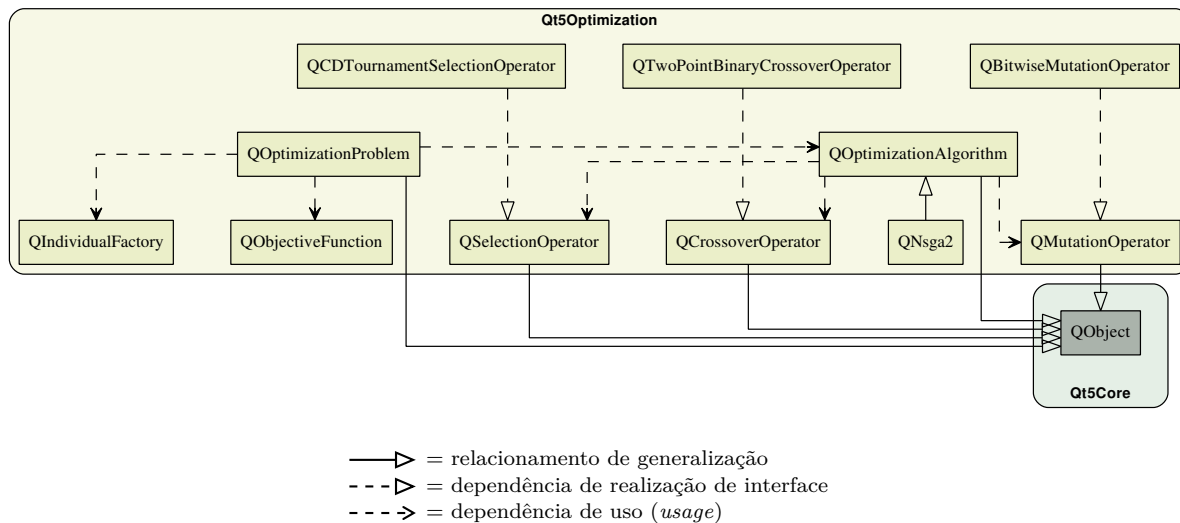 Qt5Optimization
QCDTournamentSelectionOperator
QTwoPointBinaryCrossoverOperator
QBitwiseMutationOperator
QOptimizationProblem
QOptimizationAlgorithm
QIndividualFactory
QObjectiveFunction
QSelectionOperator
QCrossoverOperator
QNsga2
QMutationOperator
QObject
Qt5Core
= relacionamento de generalização
= dependência de realização de interface
= dependência de uso (usage)